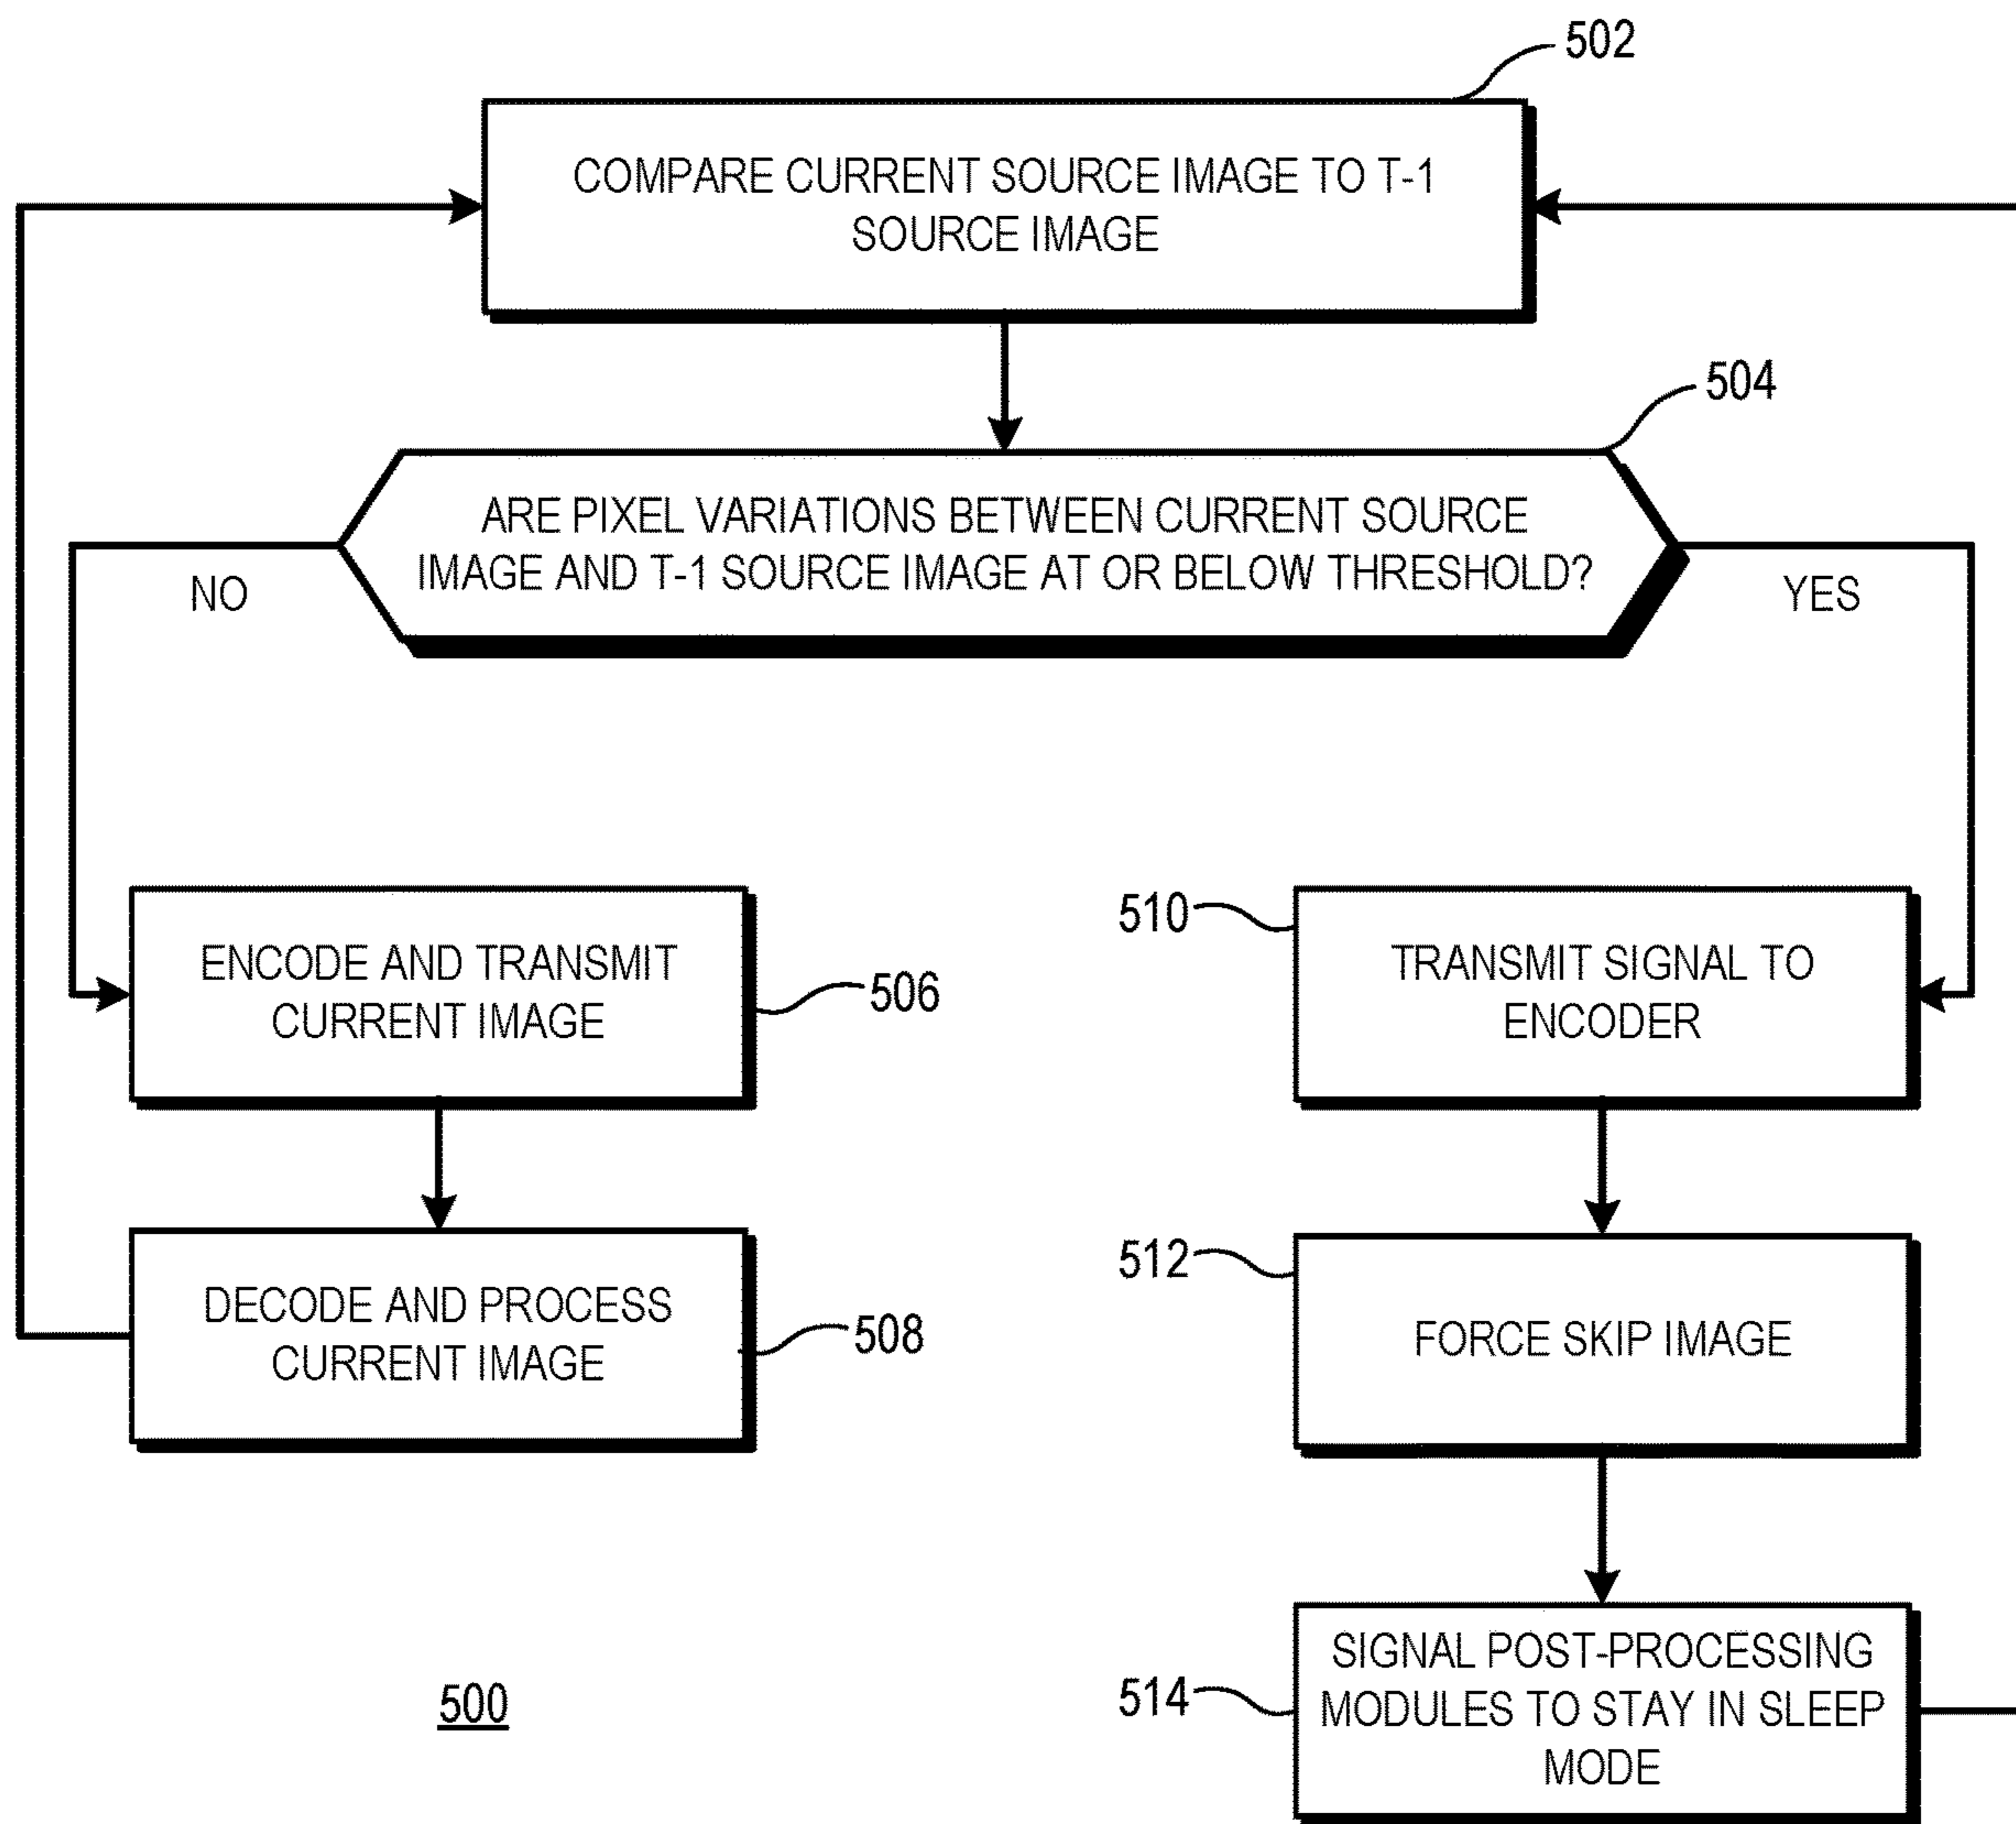 502
COMPARE CURRENT SOURCE IMAGE TO T-1
SOURCE IMAGE
504
ARE PIXEL VARIATIONS BETWEEN CURRENT SOURCE
IMAGE AND T-1 SOURCE IMAGE AT OR BELOW THRESHOLD?
NO
YES
ENCODE AND TRANSMIT
CURRENT IMAGE
506
510
TRANSMIT SIGNAL TO
ENCODER
DECODE AND PROCESS
CURRENT IMAGE
508
512
FORCE SKIP IMAGE
514
SIGNAL POST-PROCESSING
MODULES TO STAY IN SLEEP
MODE
500